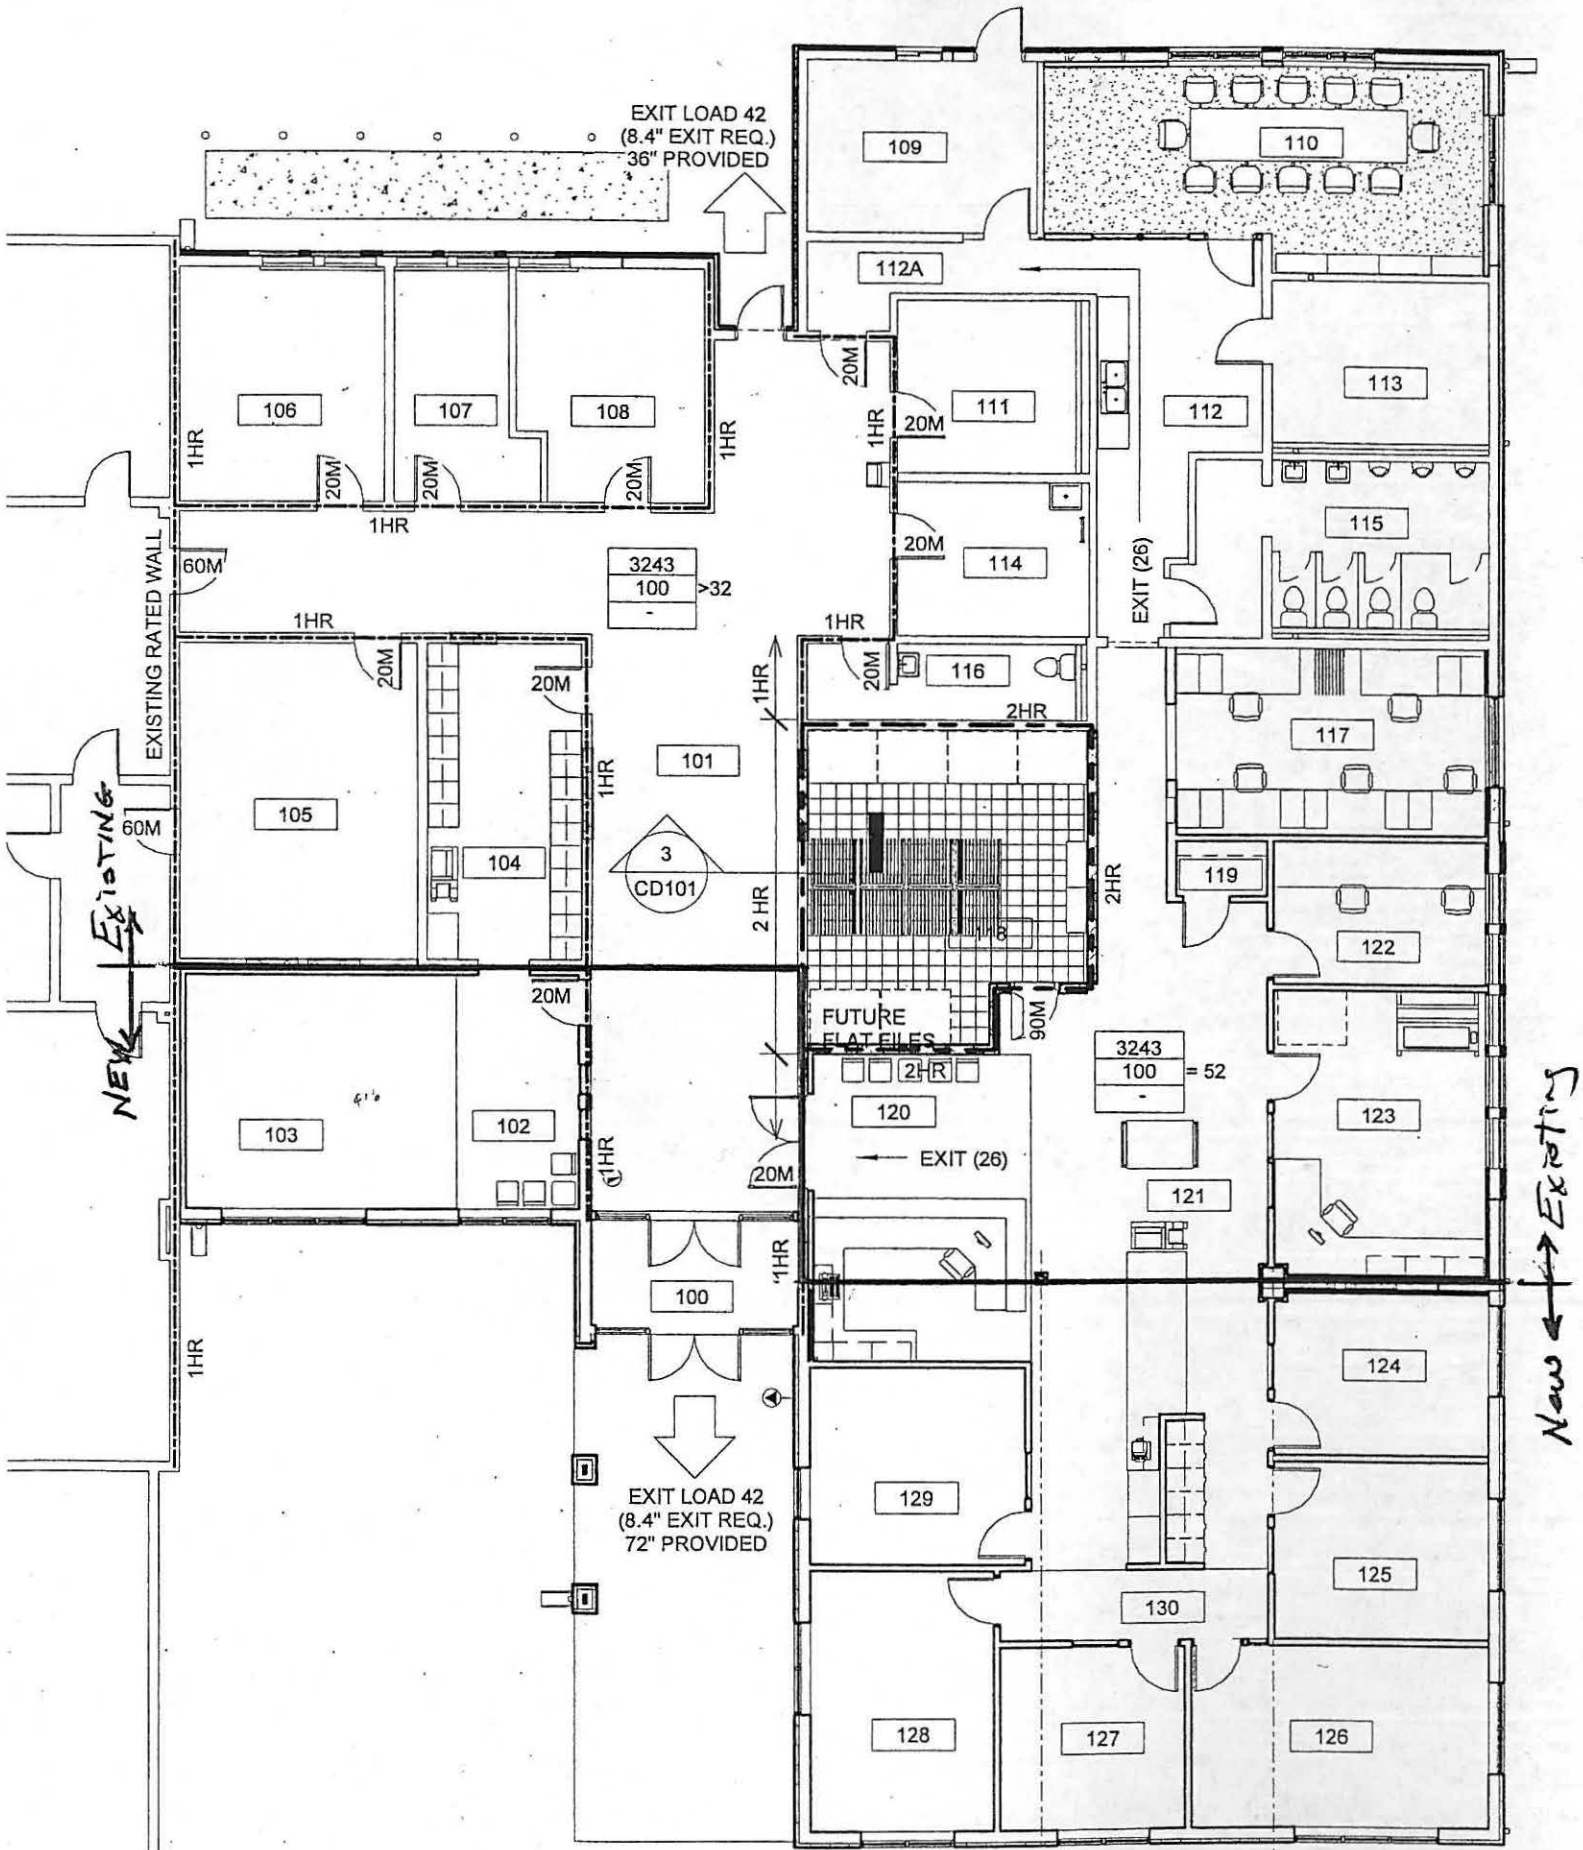 EXIT LOAD 42
(8.4" EXIT REQ.)
36" PROVIDED
109
110
112A
106
107
108
20M
111
20M
112
113
1HR
1HR
1HR
20M
20M
20M
1HR
115
EXISTING RATED WALL
60M
3243
100 >32
-
20M
114
EXIT (26)
1HR
1HR
20M
20M
1HR
20M
116
2HR
101
117
1HR
105
EXISTING
60M
104
3
CD101
2 HR
2HR
119
118
122
20M
FUTURE
FLAT FILES
90M
NEW
2HR
3243
100 = 52
-
120
123
103
102
1HR
20M
EXIT (26)
121
New Existing
1HR
100
1HR
124
EXIT LOAD 42
(8.4" EXIT REQ.)
72" PROVIDED
129
125
130
128
127
126